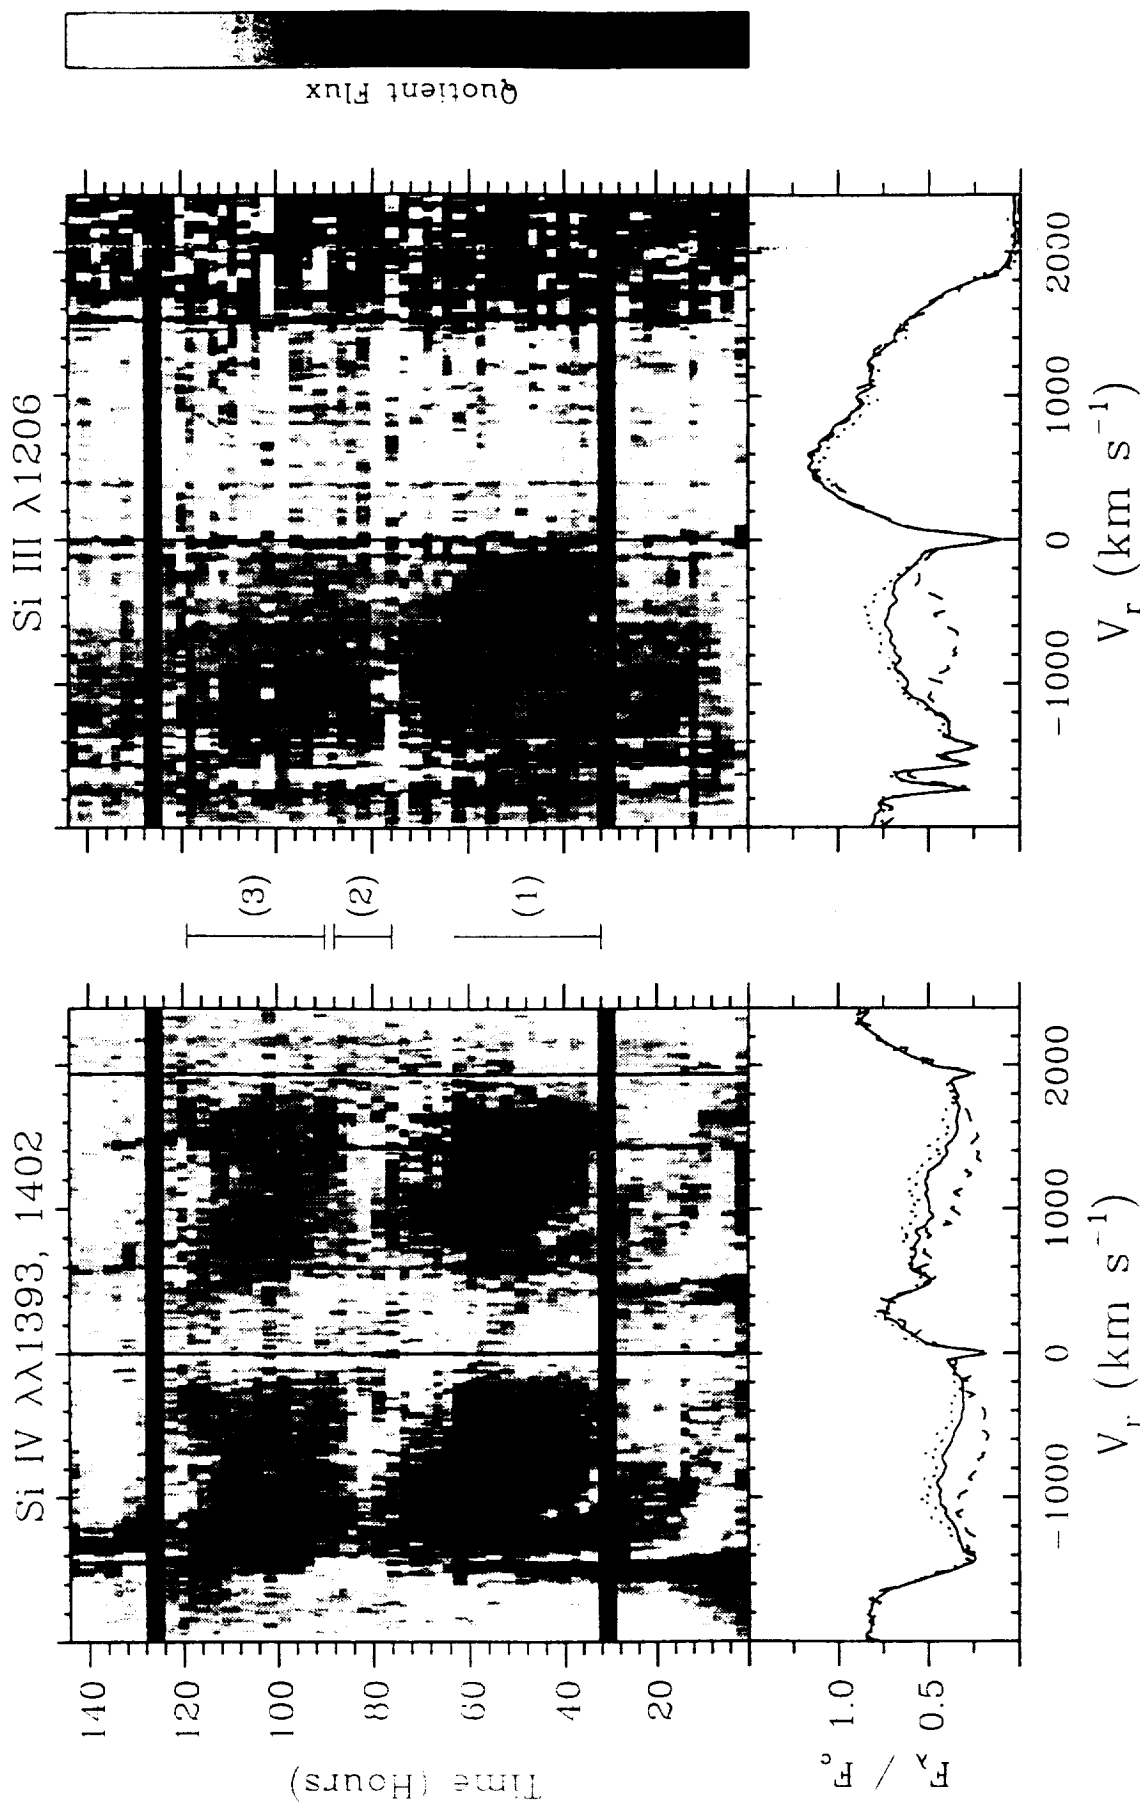 Si IV λλ1393, 1402
Si III λ1206
Quotient Flux
Time (Hours)
140
120
100
80
60
40
20
(3)
(2)
(1)
F_λ / F_c
1.0
0.5
-1000
0
1000
2000
V_r (km s⁻¹)
-1000
0
1000
2000
V_r (km s⁻¹)